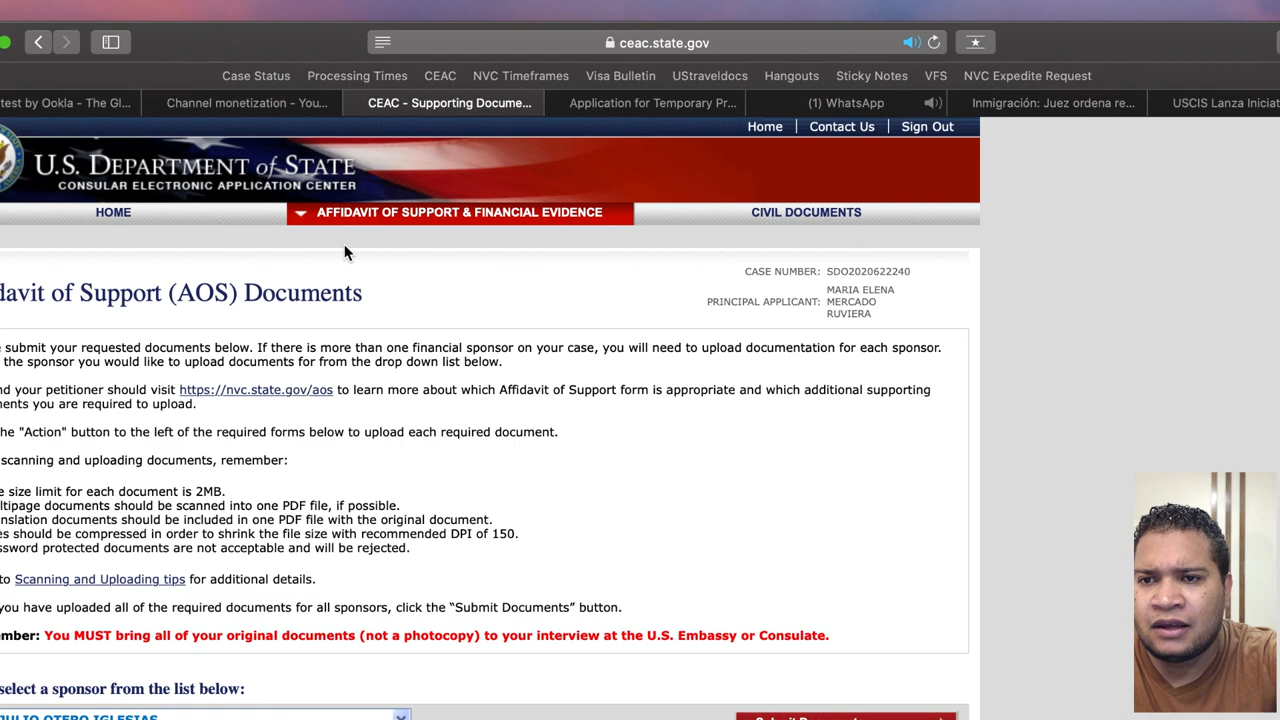 ceac.state.gov
Case Status Processing Times CEAC NVC Timeframes Visa Bulletin UStraveldocs Hangouts Sticky Notes VFS NVC Expedite Request
test by Ookla - The Gl... Channel monetization - You... CEAC - Supporting Docume... Application for Temporary Pr... (1) WhatsApp Inmigración: Juez ordena re... USCIS Lanza Iniciat
Home Contact Us Sign Out
U.S. DEPARTMENT of STATE
CONSULAR ELECTRONIC APPLICATION CENTER
HOME AFFIDAVIT OF SUPPORT & FINANCIAL EVIDENCE CIVIL DOCUMENTS
CASE NUMBER: SDO2020622240
davit of Support (AOS) Documents
PRINCIPAL APPLICANT: MARIA ELENA
MERCADO
RUVIERA
submit your requested documents below. If there is more than one financial sponsor on your case, you will need to upload documentation for each sponsor.
the sponsor you would like to upload documents for from the drop down list below.
nd your petitioner should visit https://nvc.state.gov/aos to learn more about which Affidavit of Support form is appropriate and which additional supporting
ments you are required to upload.
he "Action" button to the left of the required forms below to upload each required document.
scanning and uploading documents, remember:
e size limit for each document is 2MB.
ltipage documents should be scanned into one PDF file, if possible.
anslation documents should be included in one PDF file with the original document.
es should be compressed in order to shrink the file size with recommended DPI of 150.
ssword protected documents are not acceptable and will be rejected.
to Scanning and Uploading tips for additional details.
you have uploaded all of the required documents for all sponsors, click the “Submit Documents” button.
mber: You MUST bring all of your original documents (not a photocopy) to your interview at the U.S. Embassy or Consulate.
select a sponsor from the list below:
JULIO OTERO IGLESIAS
Submit Documents